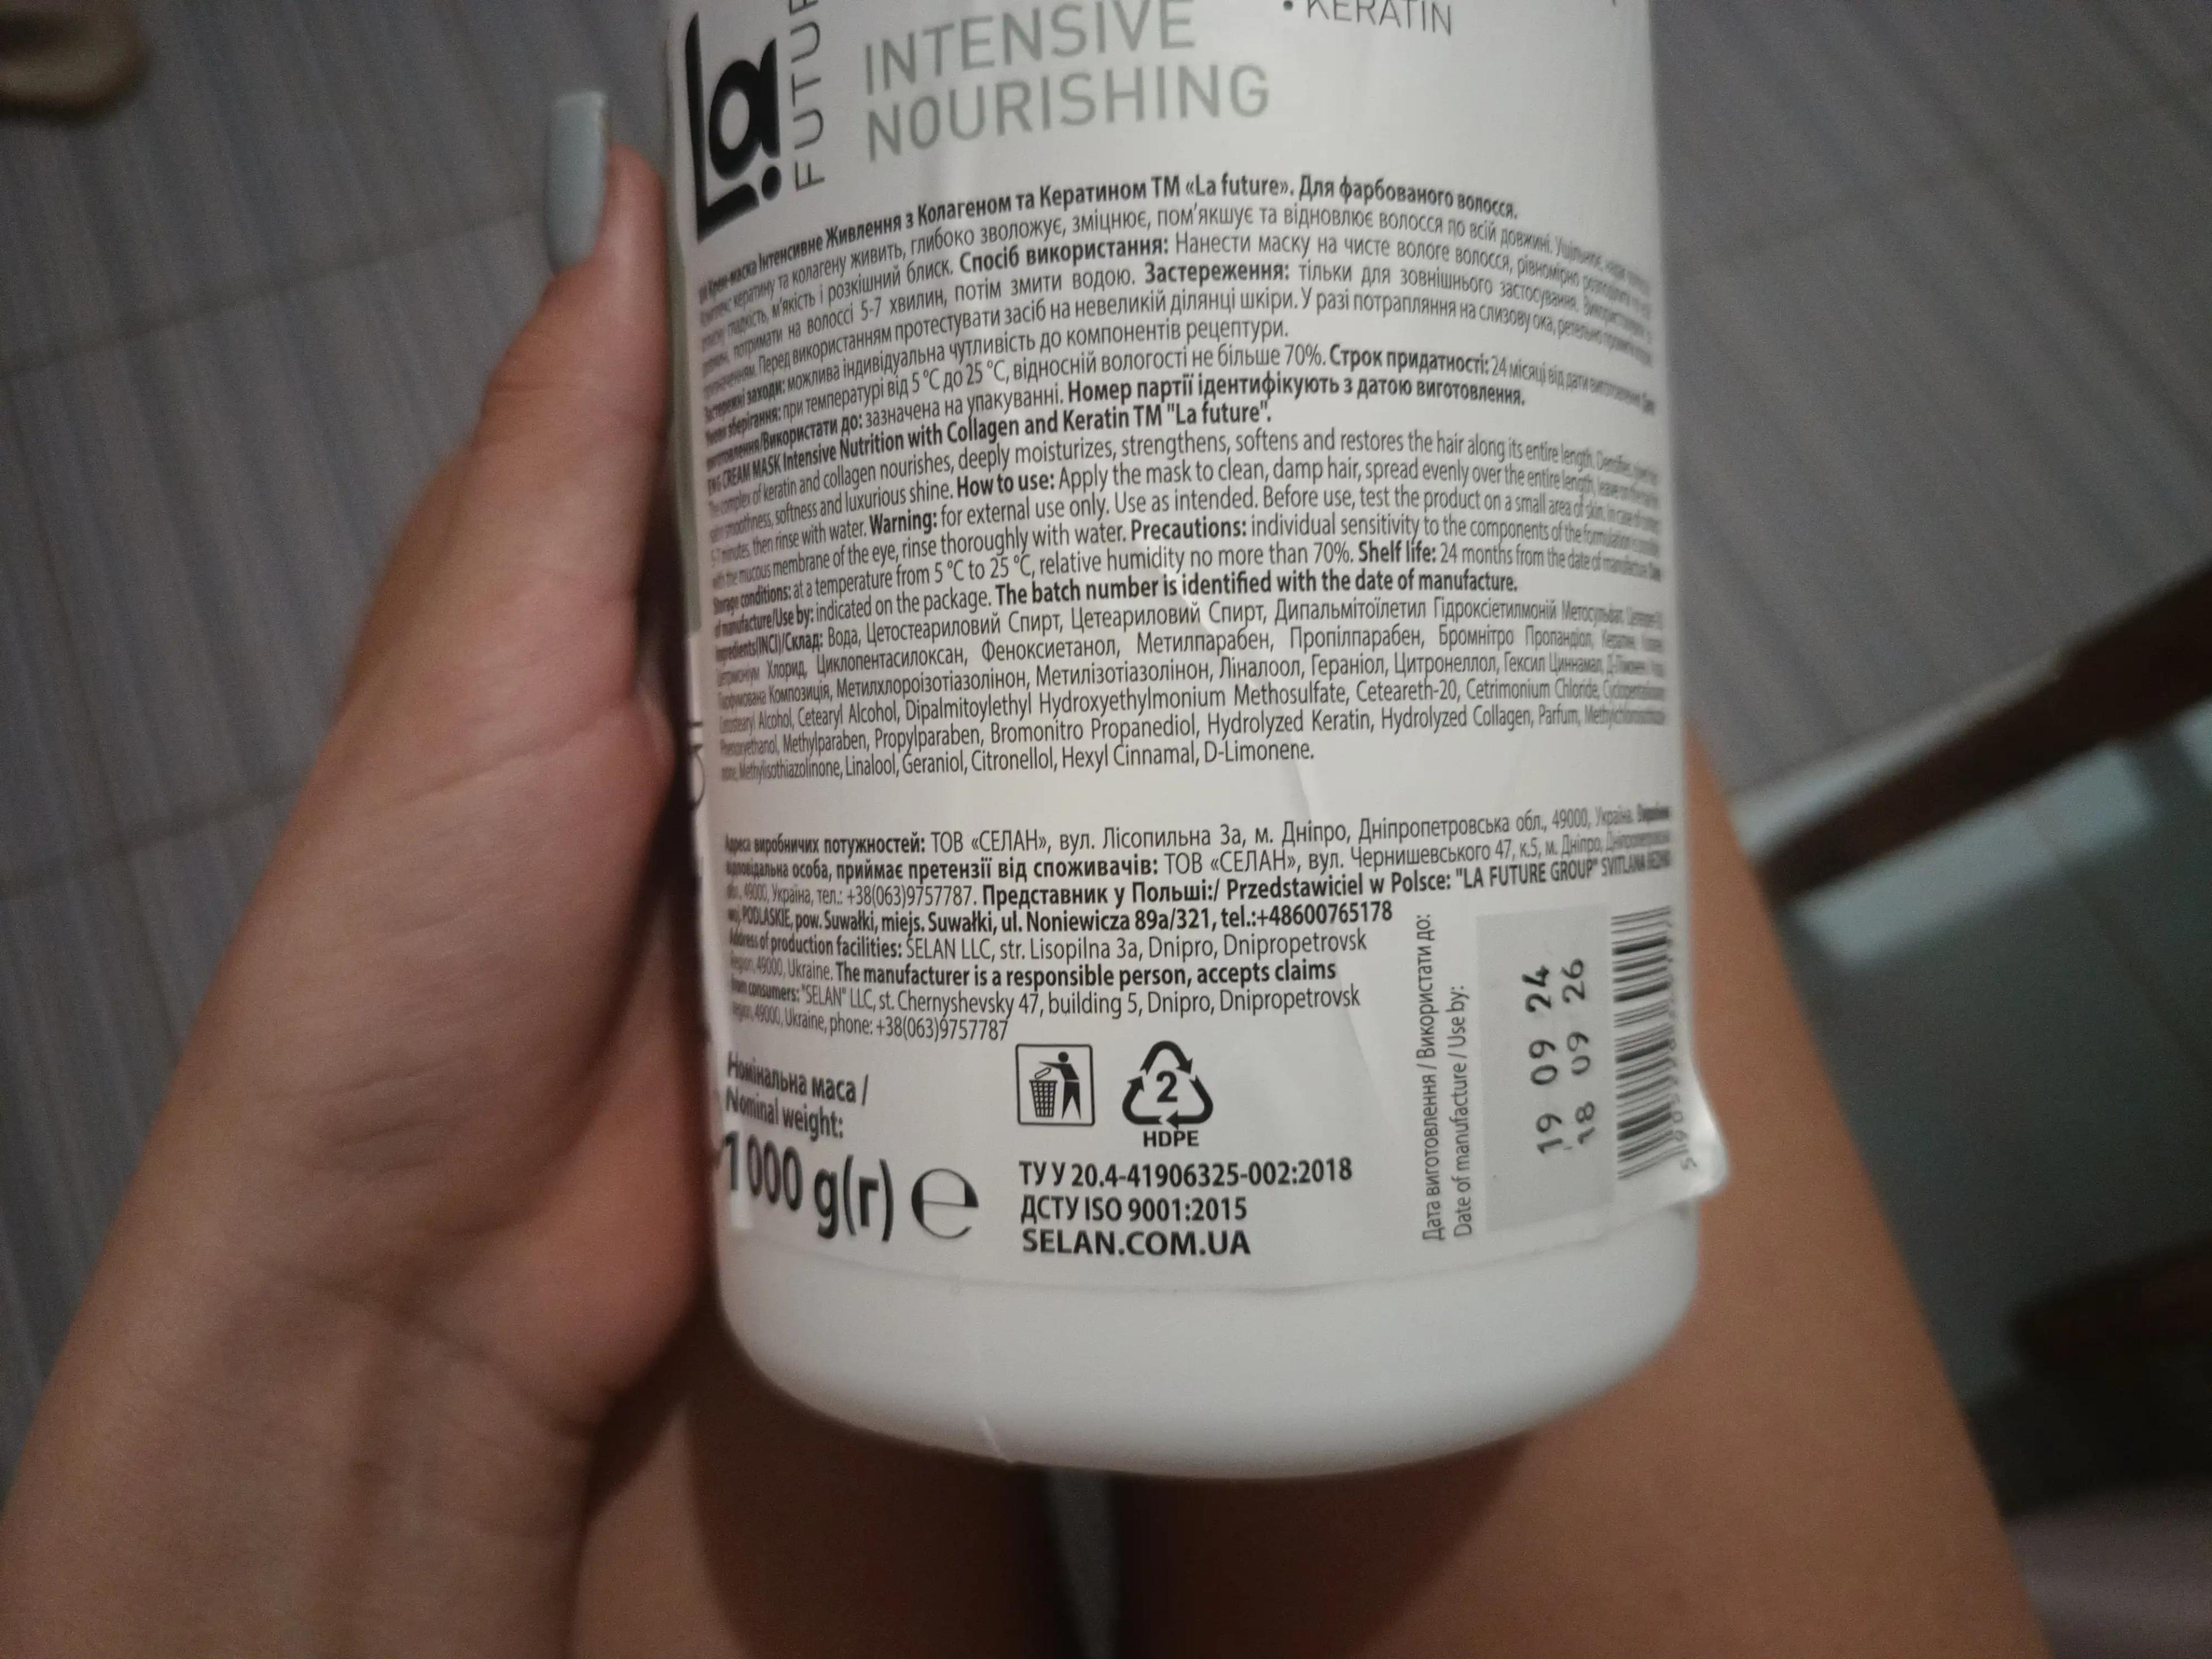 La
FUTUR
INTENSIVE
NOURISHING
• KERATIN
Крем-маска Інтенсивне Живлення з Колагеном та Кератином ТМ «La future». Для фарбованого волосся.
Комплекс кератину та колагену живить, глибоко зволожує, зміцнює, пом'якшує та відновлює волосся по всій довжині.
гладкість, м'якість і розкішний блиск. Спосіб використання: Нанести маску на чисте вологе волосся, рівномірно розподілити
потримати на волоссі 5-7 хвилин, потім змити водою. Застереження: тільки для зовнішнього застосування.
Перед використанням протестувати засіб на невеликій ділянці шкіри. У разі потрапляння на слизову ока, ретельно промити
заходи: можлива індивідуальна чутливість до компонентів рецептури.
зберігання: при температурі від 5 °C до 25 °C, відносній вологості не більше 70%. Строк придатності: 24 місяці від дати виготовлення
виготовлення/Використати до: зазначена на упакуванні. Номер партії ідентифікують з датою виготовлення.
CREAM MASK Intensive Nutrition with Collagen and Keratin TM "La future".
The complex of keratin and collagen nourishes, deeply moisturizes, strengthens, softens and restores the hair along its entire length.
smoothness, softness and luxurious shine. How to use: Apply the mask to clean, damp hair, spread evenly over the entire length,
5-7 minutes, then rinse with water. Warning: for external use only. Use as intended. Before use, test the product on a small area of skin.
with the mucous membrane of the eye, rinse thoroughly with water. Precautions: individual sensitivity to the components of the formulation
Storage conditions: at a temperature from 5 °C to 25 °C, relative humidity no more than 70%. Shelf life: 24 months from the date of manufacture
of manufacture/Use by: indicated on the package. The batch number is identified with the date of manufacture.
Ingredients(INCI)/Склад: Вода, Цетостеариловий Спирт, Цетеариловий Спирт, Дипальмітоїлетил Гідроксіетилмоній
Хлорид, Циклопентасилоксан, Феноксиетанол, Метилпарабен, Пропілпарабен, Бромнітро Пропандіол,
Композиція, Метилхлороізотіазолінон, Метилізотіазолінон, Ліналоол, Гераніол, Цитронеллол, Гексил Циннамал,
Alcohol, Cetearyl Alcohol, Dipalmitoylethyl Hydroxyethylmonium Methosulfate, Ceteareth-20, Cetrimonium Chloride,
Phenoxyethanol, Methylparaben, Propylparaben, Bromonitro Propanediol, Hydrolyzed Keratin, Hydrolyzed Collagen, Parfum,
Methylisothiazolinone, Linalool, Geraniol, Citronellol, Hexyl Cinnamal, D-Limonene.
Адреса виробничих потужностей: ТОВ «СЕЛАН», вул. Лісопильна 3а, м. Дніпро, Дніпропетровська обл., 49000, Україна.
відповідальна особа, приймає претензії від споживачів: ТОВ «СЕЛАН», вул. Чернишевського 47, к.5, м. Дніпро,
обл., 49000, Україна, тел.: +38(063)9757787. Представник у Польші:/ Przedstawiciel w Polsce: "LA FUTURE GROUP" SVITLANA
woj. PODLASKIE, pow. Suwałki, miejs. Suwałki, ul. Noniewicza 89a/321, tel.:+48600765178
Address of production facilities: SELAN LLC, str. Lisopilna 3a, Dnipro, Dnipropetrovsk
Region, 49000, Ukraine. The manufacturer is a responsible person, accepts claims
from consumers: "SELAN" LLC, st. Chernyshevsky 47, building 5, Dnipro, Dnipropetrovsk
region, 49000, Ukraine, phone: +38(063)9757787
Номінальна маса /
Nominal weight:
1000 g(г) ℮
2
HDPE
ТУ У 20.4-41906325-002:2018
ДСТУ ISO 9001:2015
SELAN.COM.UA
Дата виготовлення / Використати до:
Date of manufacture / Use by:
19 09 24
18 09 26